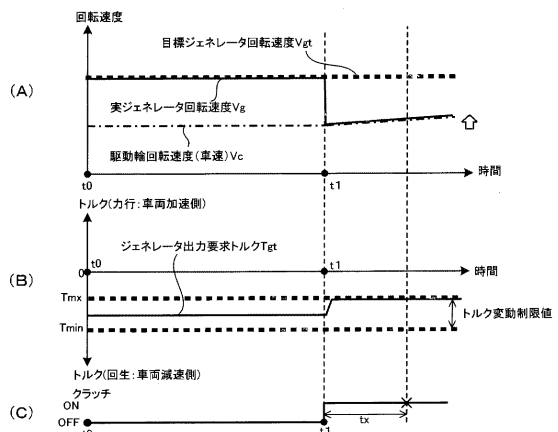 回転速度
目標ジェネレータ回転速度Vgt
(A)
実ジェネレータ回転速度Vg
駆動輪回転速度(車速)Vc
時間
t0
t1
トルク(力行:車両加速側)
ジェネレータ出力要求トルクTgt
t0
t1
0
時間
(B)
Tmx
トルク変動制限値
Tmin
トルク(回生:車両減速側)
クラッチ
ON
(C)
tx
OFF
t0
t1